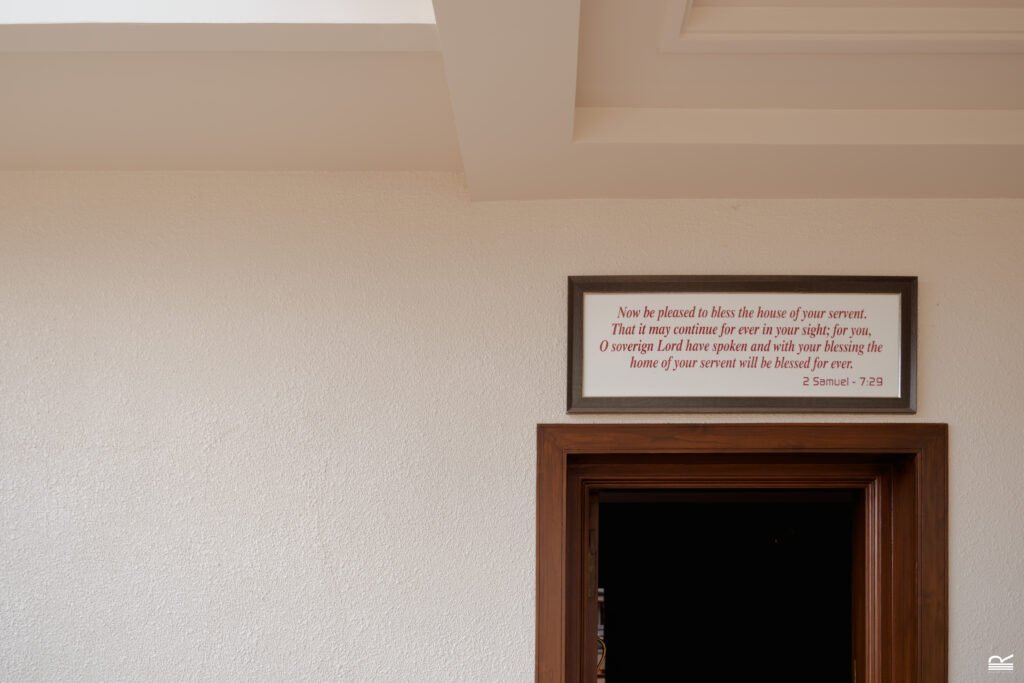 Now be pleased to bless the house of your servent.
That it may continue for ever in your sight; for you,
O soverign Lord have spoken and with your blessing the
home of your servent will be blessed for ever.
2 Samuel - 7:29